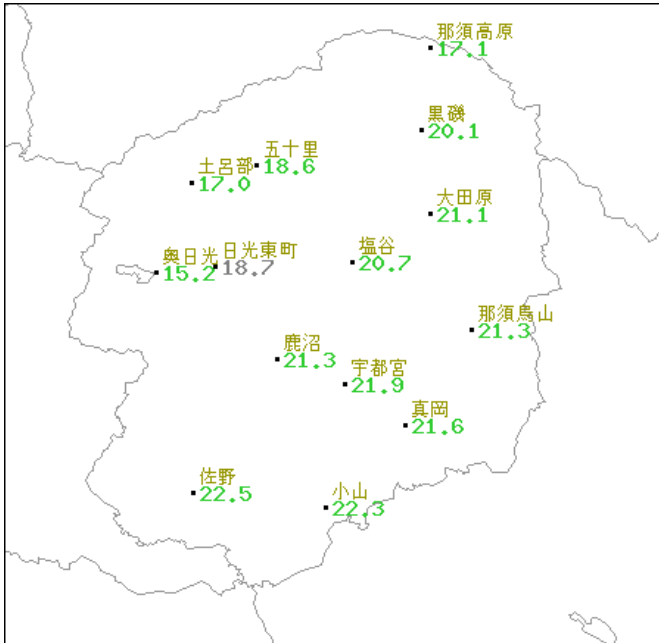 那須高原
17.1
黒磯
20.1
五十里
18.6
土呂部
17.0
大田原
21.1
塩谷
20.7
奥日光
15.2
日光東町
18.7
那須烏山
21.3
鹿沼
21.3
宇都宮
21.9
真岡
21.6
佐野
22.5
小山
22.3